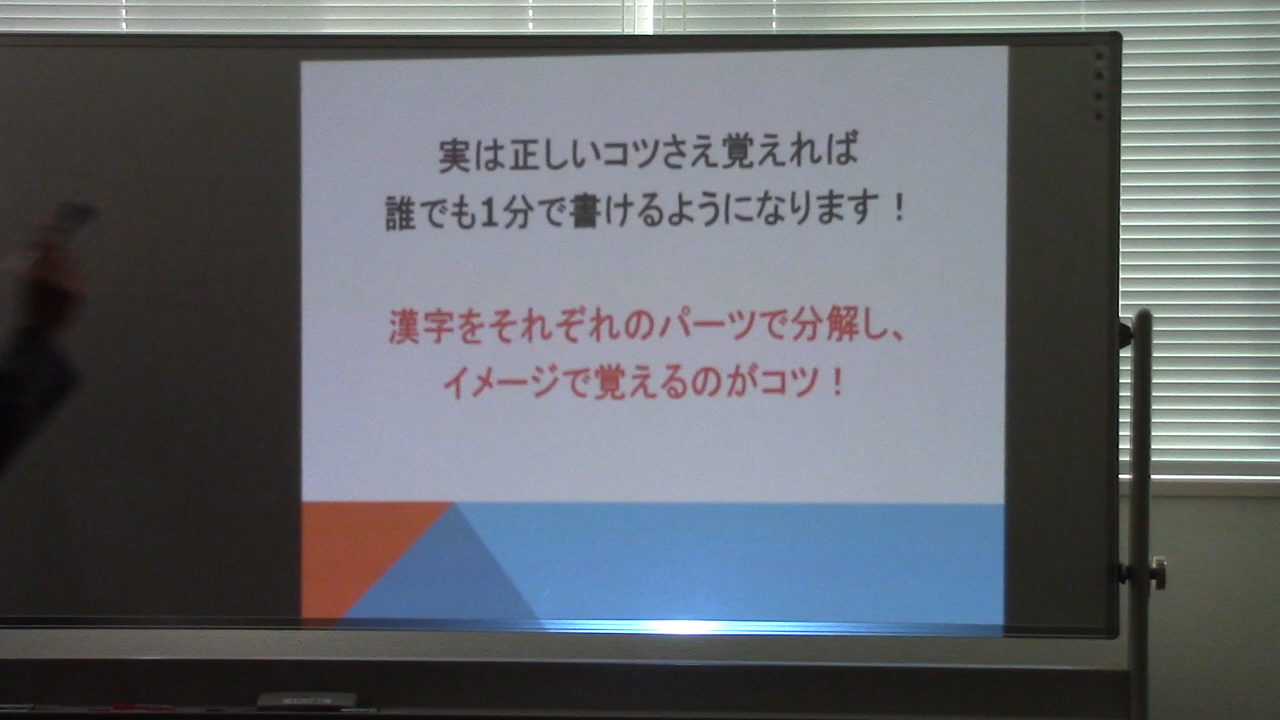 実は正しいコツさえ覚えれば
誰でも1分で書けるようになります！
漢字をそれぞれのパーツで分解し、
イメージで覚えるのがコツ！